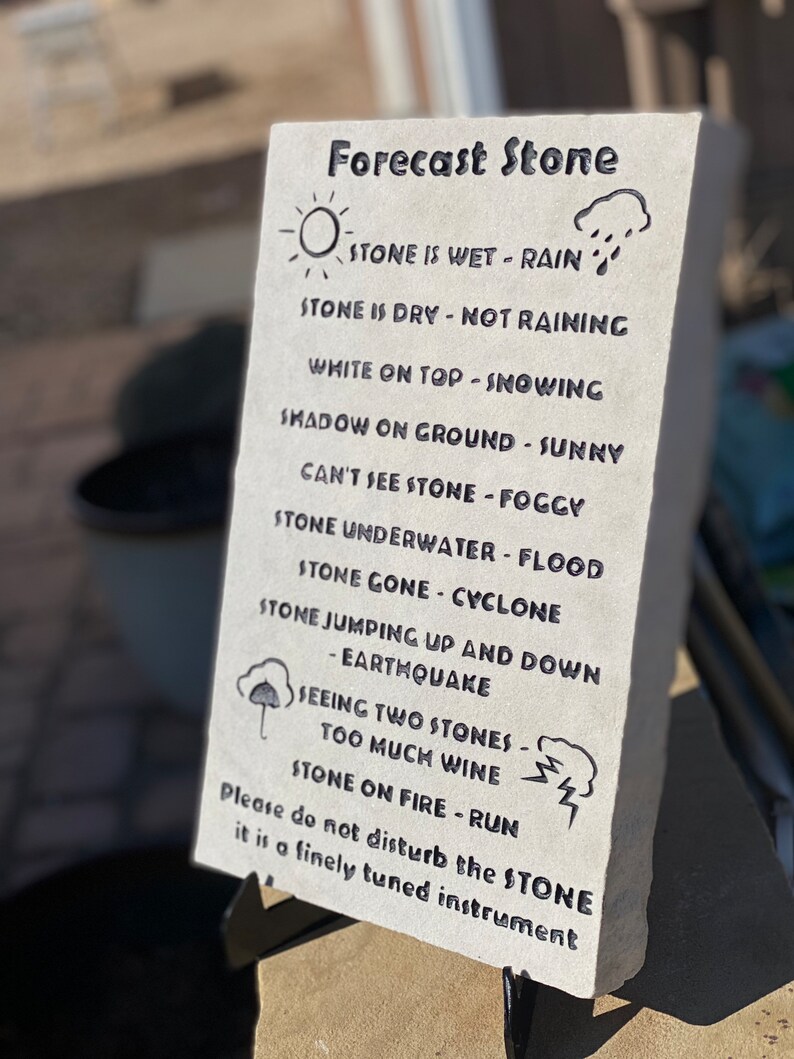 Forecast Stone
STONE IS WET - RAIN
STONE IS DRY - NOT RAINING
WHITE ON TOP - SNOWING
SHADOW ON GROUND - SUNNY
CAN'T SEE STONE - FOGGY
STONE UNDERWATER - FLOOD
STONE GONE - CYCLONE
STONE JUMPING UP AND DOWN
- EARTHQUAKE
SEEING TWO STONES -
TOO MUCH WINE
STONE ON FIRE - RUN
Please do not disturb the STONE
it is a finely tuned instrument